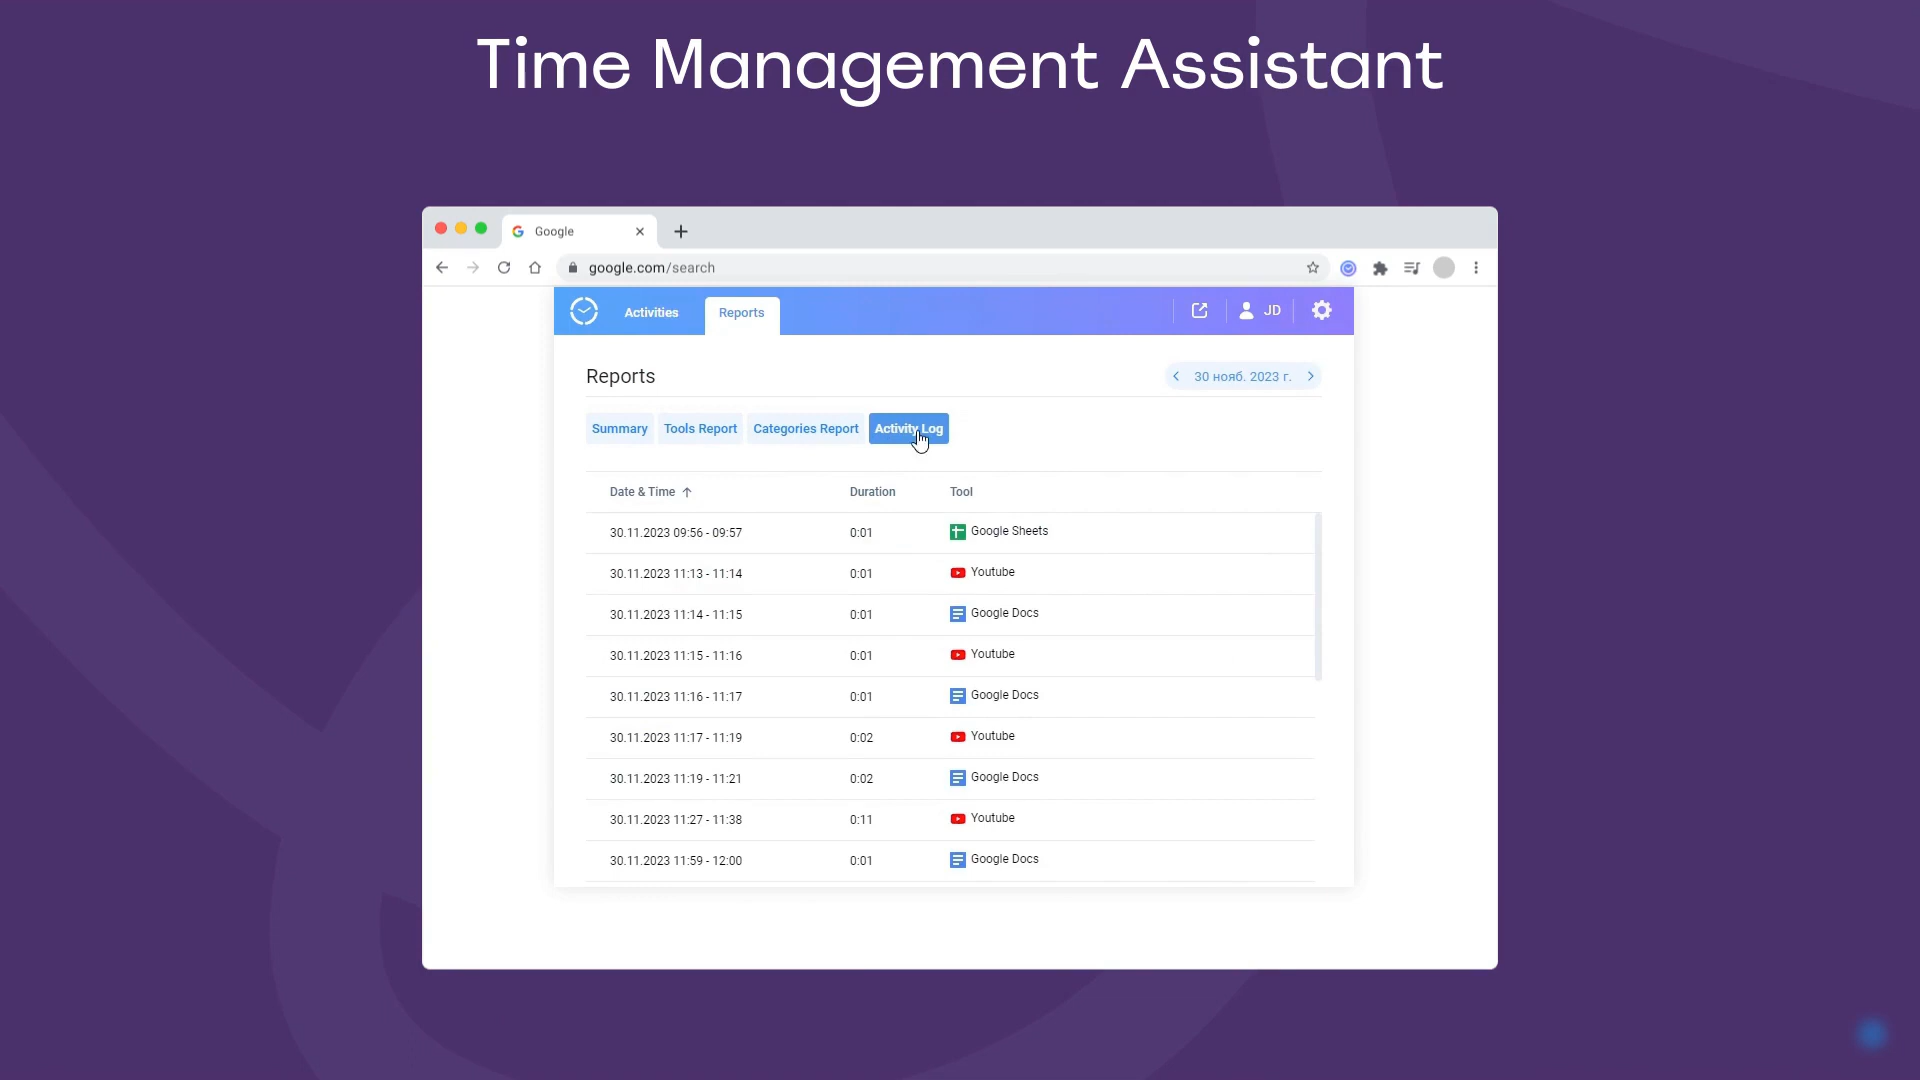 Time Management Assistant
Google
google.com/search
Activities
Reports
JD
Reports
30 нояб. 2023 г.
Summary
Tools Report
Categories Report
Activity Log
Date & Time
Duration
Tool
30.11.2023 09:56 - 09:57 0:01 Google Sheets
30.11.2023 11:13 - 11:14 0:01 Youtube
30.11.2023 11:14 - 11:15 0:01 Google Docs
30.11.2023 11:15 - 11:16 0:01 Youtube
30.11.2023 11:16 - 11:17 0:01 Google Docs
30.11.2023 11:17 - 11:19 0:02 Youtube
30.11.2023 11:19 - 11:21 0:02 Google Docs
30.11.2023 11:27 - 11:38 0:11 Youtube
30.11.2023 11:59 - 12:00 0:01 Google Docs